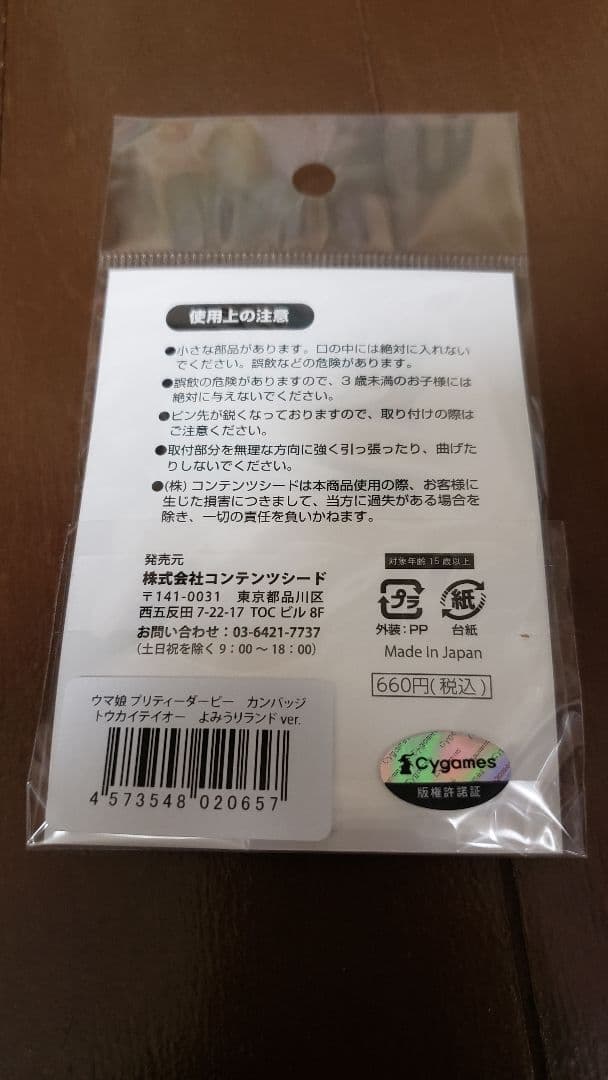 使用上の注意
●小さな部品があります。口の中には絶対に入れない
でください。誤飲などの危険があります。
●誤飲の危険がありますので、3歳未満のお子様には
絶対に与えないでください。
●ピン先が鋭くなっておりますので、取り付けの際は
ご注意ください。
●取付部分を無理な方向に強く引っ張ったり、曲げた
りしないでください。
●(株)コンテンツシードは本商品使用の際、お客様に
生じた損害につきまして、当方に過失がある場合を
除き、一切の責任を負いかねます。
発売元
株式会社コンテンツシード
〒141-0031 東京都品川区
西五反田 7-22-17 TOC ビル 8F
お問い合わせ:03-6421-7737
(土日祝を除く 9:00 〜 18:00)
対象年齢 15 歳以上
プラ
紙
外装:PP
台紙
Made in Japan
660円(税込)
ウマ娘 プリティーダービー カンバッジ
トウカイテイオー よみうりランド ver.
4 573548 020657
Cygames
版権許諾証